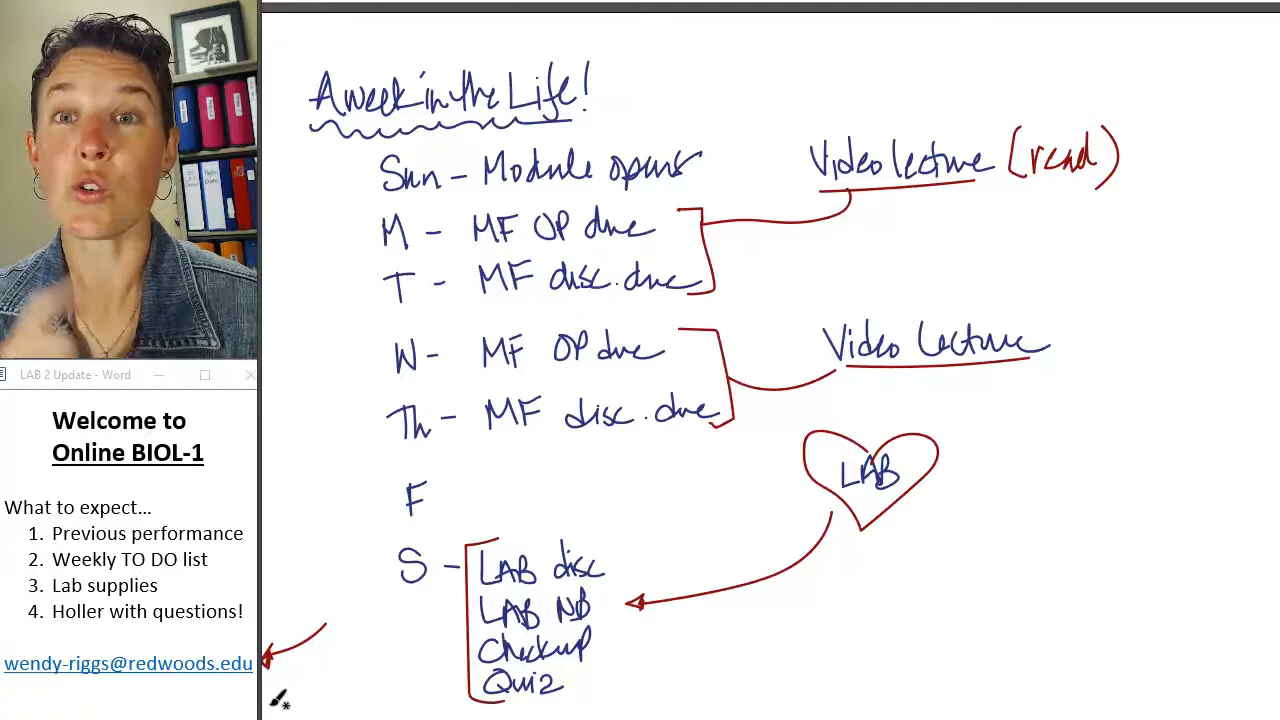 A week in the Life!
Sun - Module opens
Video lecture (read)
M - MF OP due
T - MF disc. due
W - MF OP due
Video Lecture
Th - MF disc. due
LAB
F
S - LAB disc
LAB NB
Checkup
Quiz
LAB 2 Update - Word
Welcome to
Online BIOL-1
What to expect...
1. Previous performance
2. Weekly TO DO list
3. Lab supplies
4. Holler with questions!
wendy-riggs@redwoods.edu